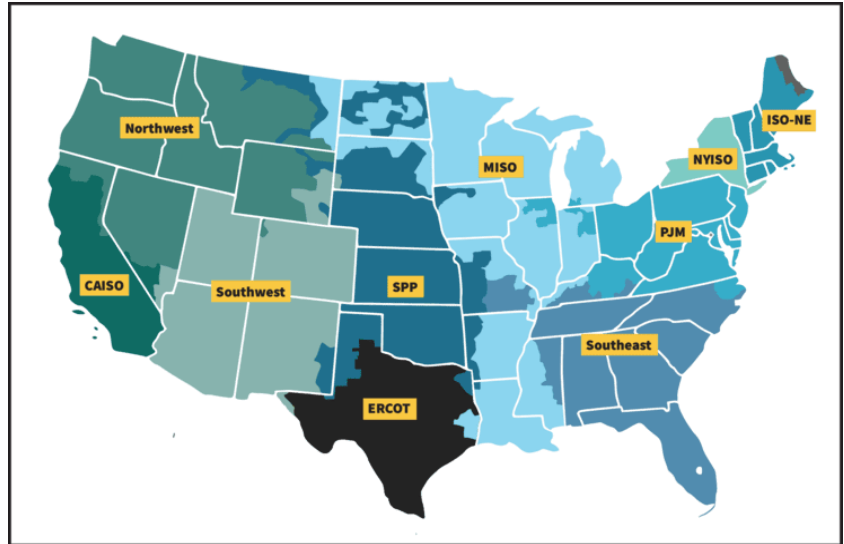 ISO-NE
Northwest
NYISO
MISO
PJM
CAISO
Southwest
SPP
Southeast
ERCOT